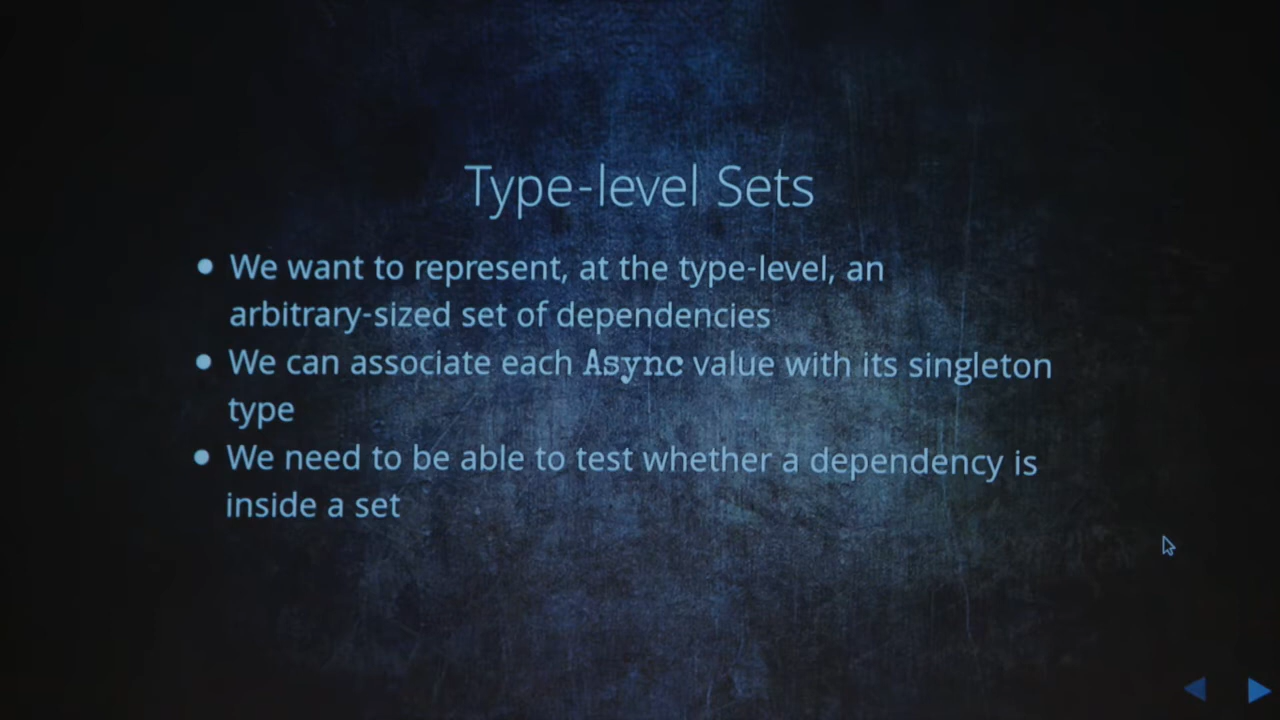 Type-level Sets
• We want to represent, at the type-level, an
arbitrary-sized set of dependencies
• We can associate each Async value with its singleton
type
• We need to be able to test whether a dependency is
inside a set